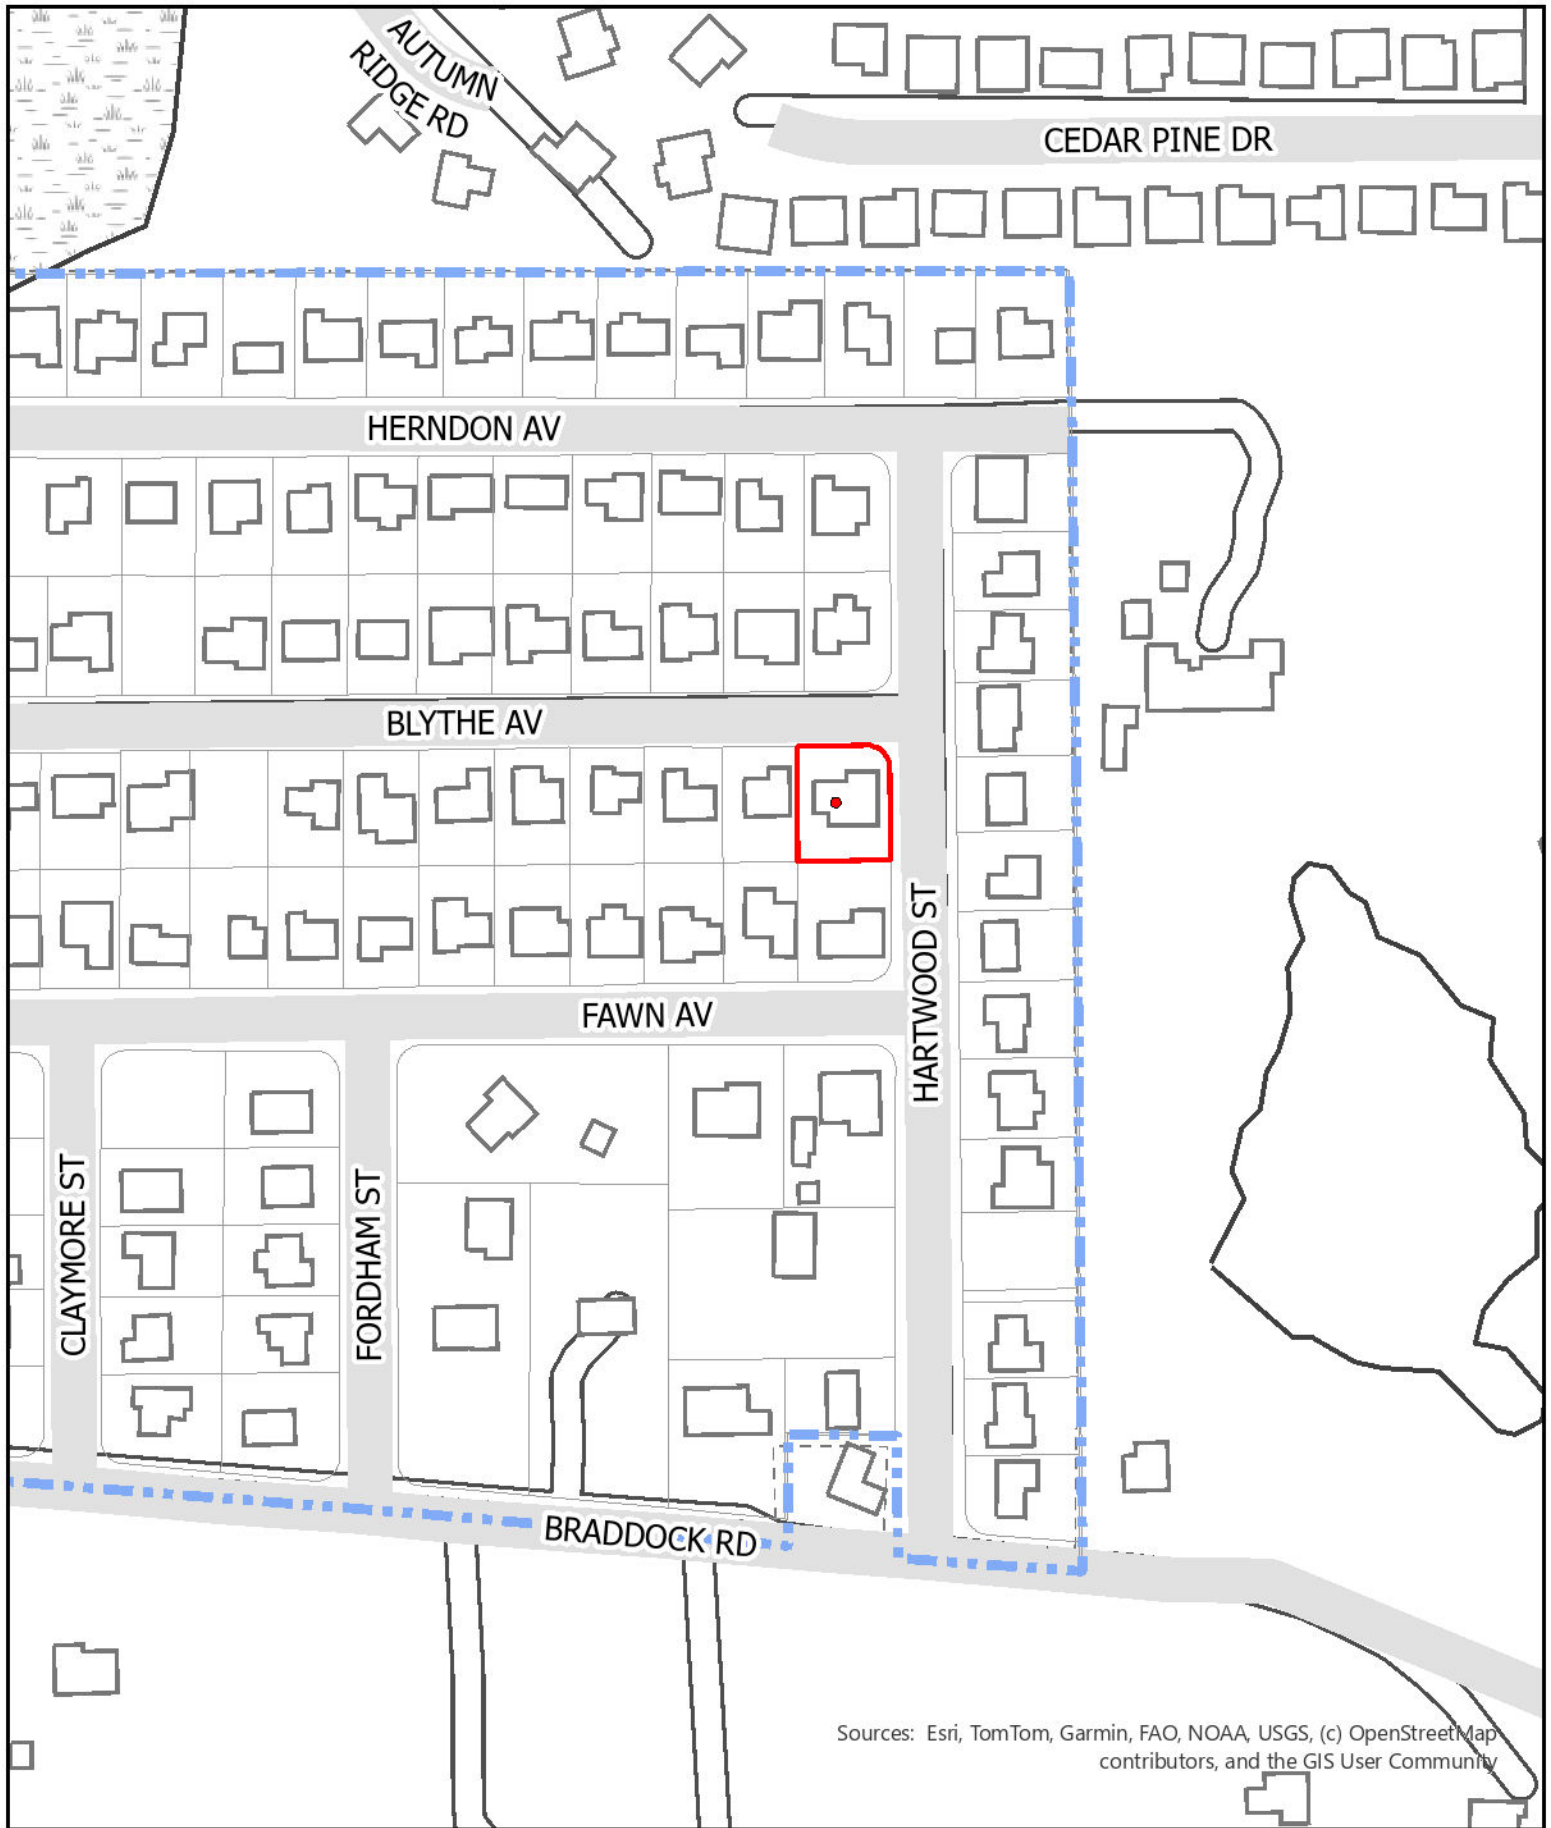 AUTUMN
RIDGE RD
CEDAR PINE DR
HERNDON AV
BLYTHE AV
HARTWOOD ST
FAWN AV
CLAYMORE ST
FORDHAM ST
BRADDOCK RD
Sources: Esri, TomTom, Garmin, FAO, NOAA, USGS, (c) OpenStreetMap
contributors, and the GIS User Community